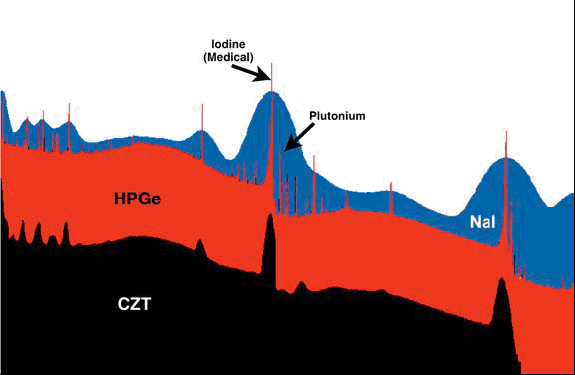 Iodine
(Medical)
Plutonium
HPGe
NaI
CZT